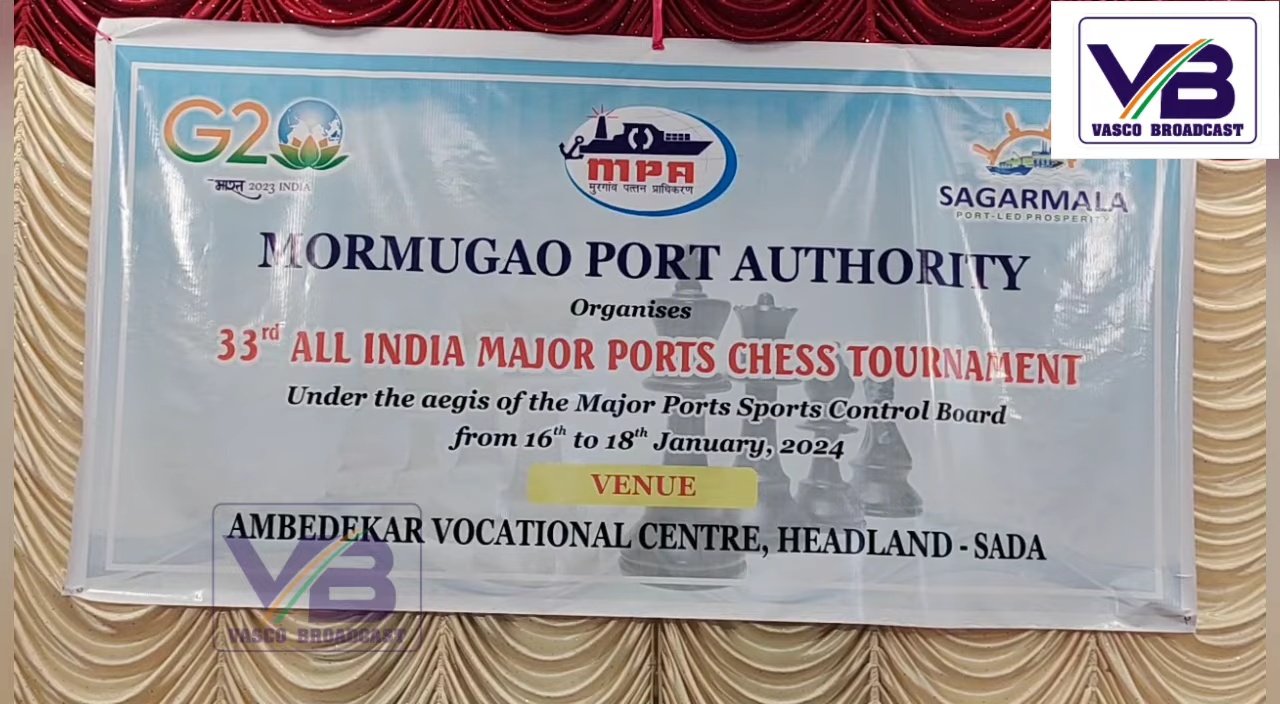 VB
VASCO BROADCAST
G20
भारत 2023 INDIA
MPA
मुरगांव पत्तन प्राधिकरण
SAGARMALA
PORT-LED PROSPERITY
MORMUGAO PORT AUTHORITY
Organises
33rd ALL INDIA MAJOR PORTS CHESS TOURNAMENT
Under the aegis of the Major Ports Sports Control Board
from 16th to 18th January, 2024
VENUE
AMBEDEKAR VOCATIONAL CENTRE, HEADLAND - SADA
VB
VASCO BROADCAST